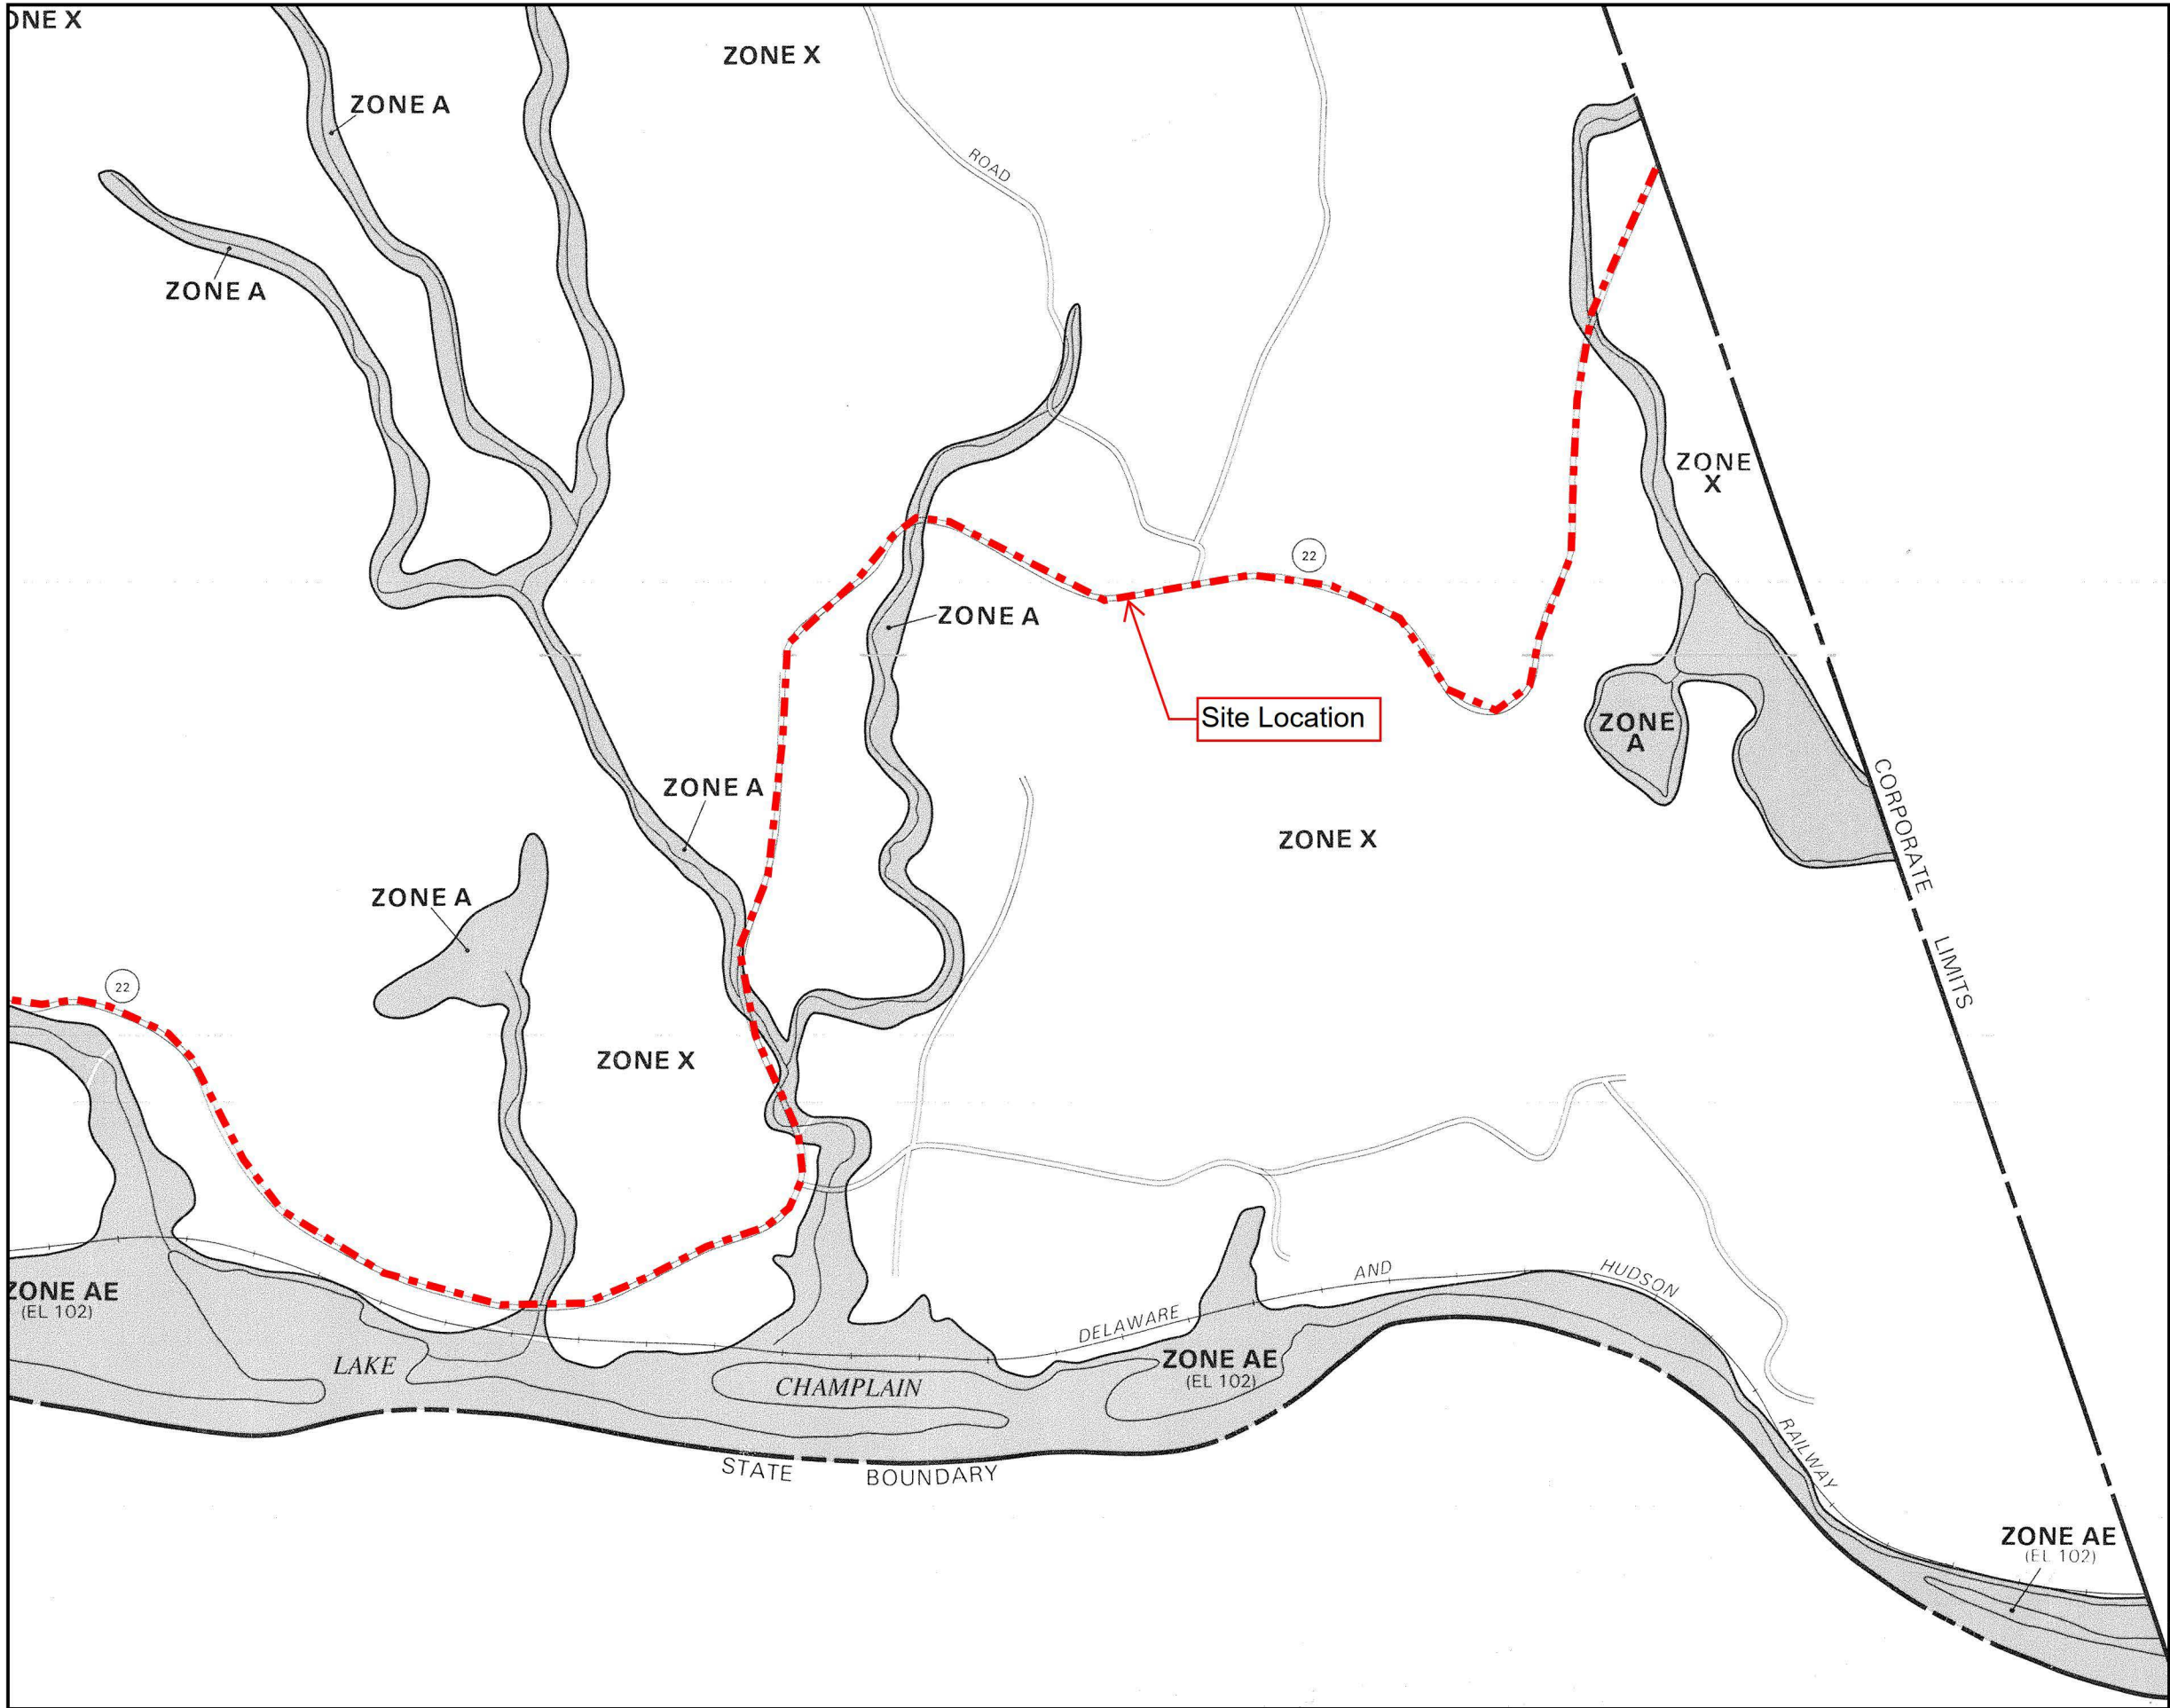 ONE X
ZONE X
ZONE A
ROAD
ZONE A
ZONE
X
22
ZONE A
Site Location
ZONE
A
ZONE A
CORPORATE LIMITS
ZONE X
ZONE A
22
ZONE X
DELAWARE AND HUDSON RAILWAY
ZONE AE
(EL 102)
LAKE CHAMPLAIN
ZONE AE
(EL 102)
STATE BOUNDARY
ZONE AE
(EL 102)